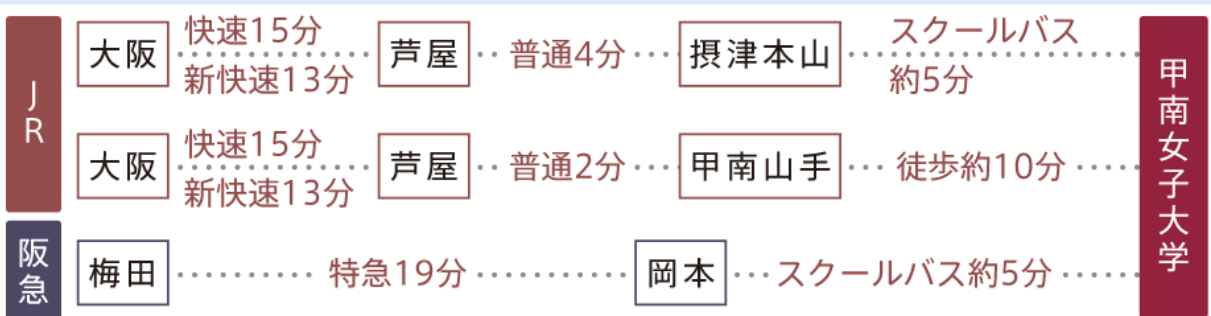 JR
大阪
快速15分
新快速13分
芦屋
普通4分
摂津本山
スクールバス
約5分
大阪
快速15分
新快速13分
芦屋
普通2分
甲南山手
徒歩約10分
阪急
梅田
特急19分
岡本
スクールバス約5分
甲南女子大学